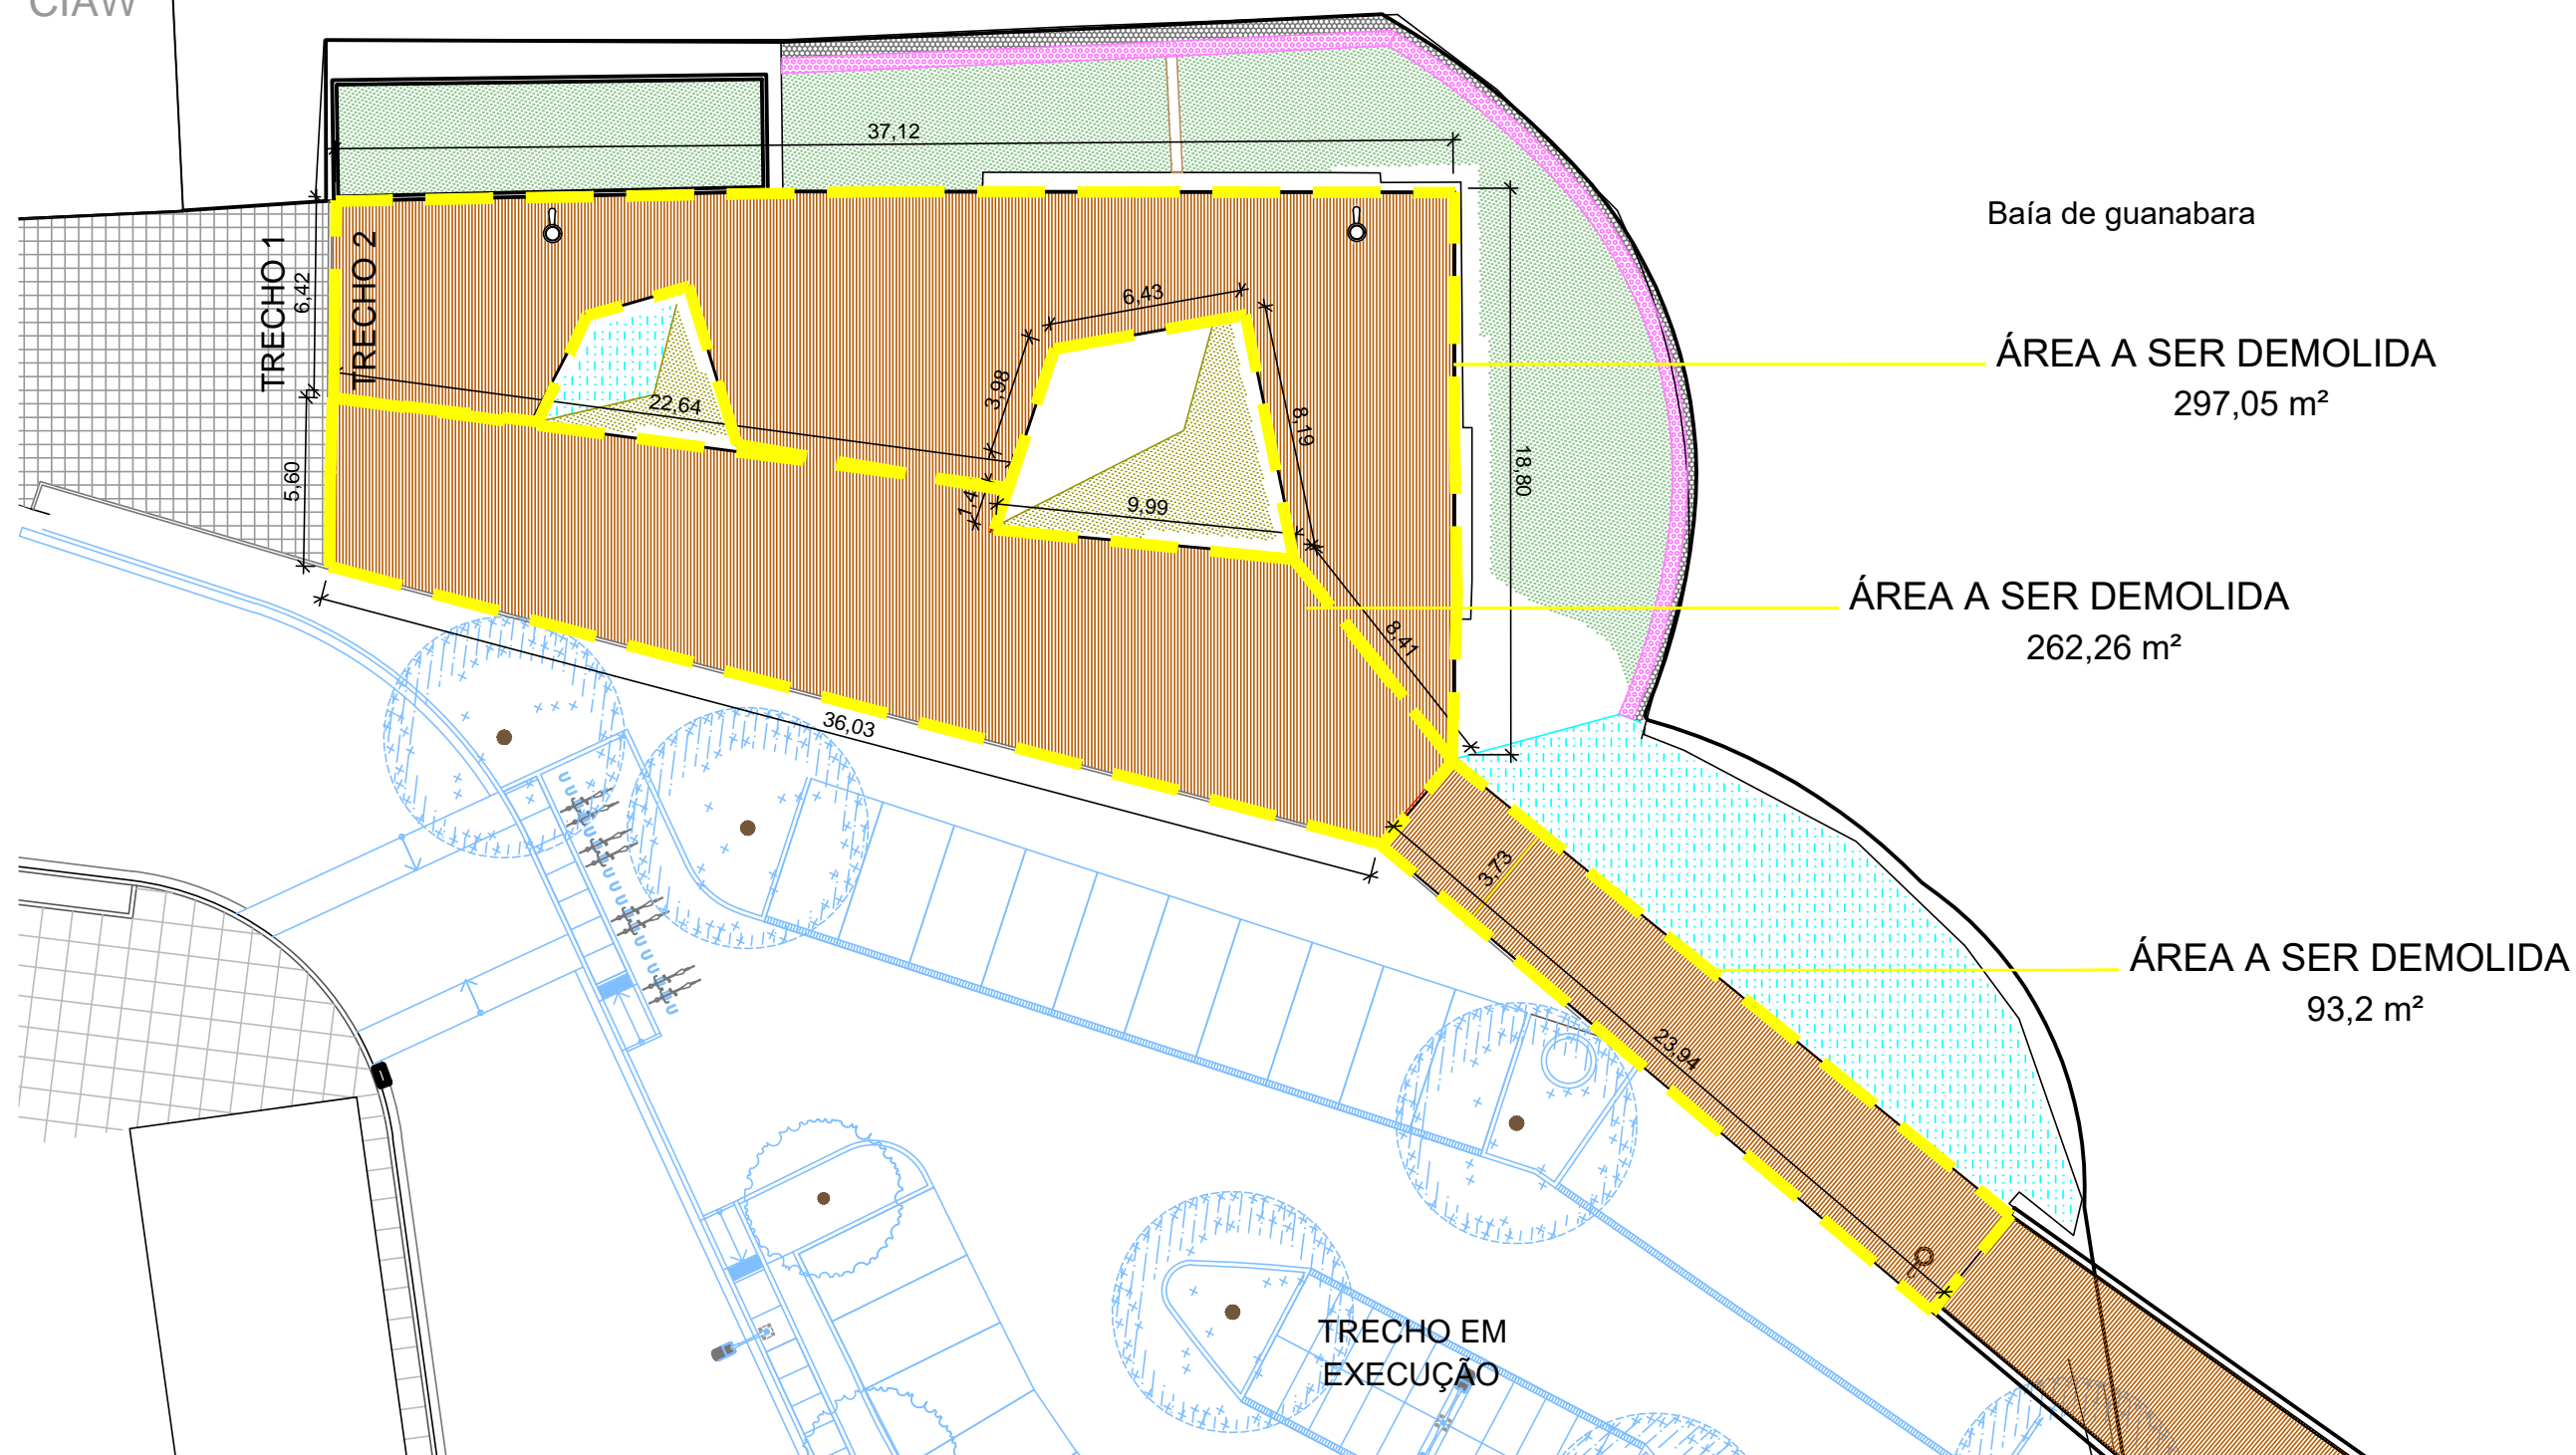 CIAW
37,12
Baía de guanabara
TRECHO 1
6,42
TRECHO 2
6,43
3,98
8,19
22,64
ÁREA A SER DEMOLIDA
297,05 m²
5,60
1,4
9,99
18,80
ÁREA A SER DEMOLIDA
262,26 m²
8,41
36,03
3,73
ÁREA A SER DEMOLIDA
93,2 m²
23,94
TRECHO EM
EXECUÇÃO